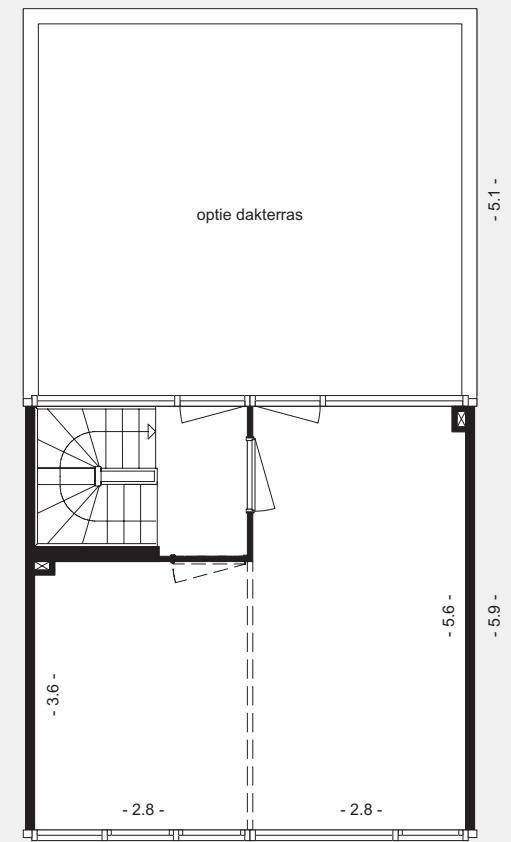 - 5.1 -
optie dakterras
- 5.6 -
- 5.9 -
- 3.6 -
- 2.8 -
- 2.8 -